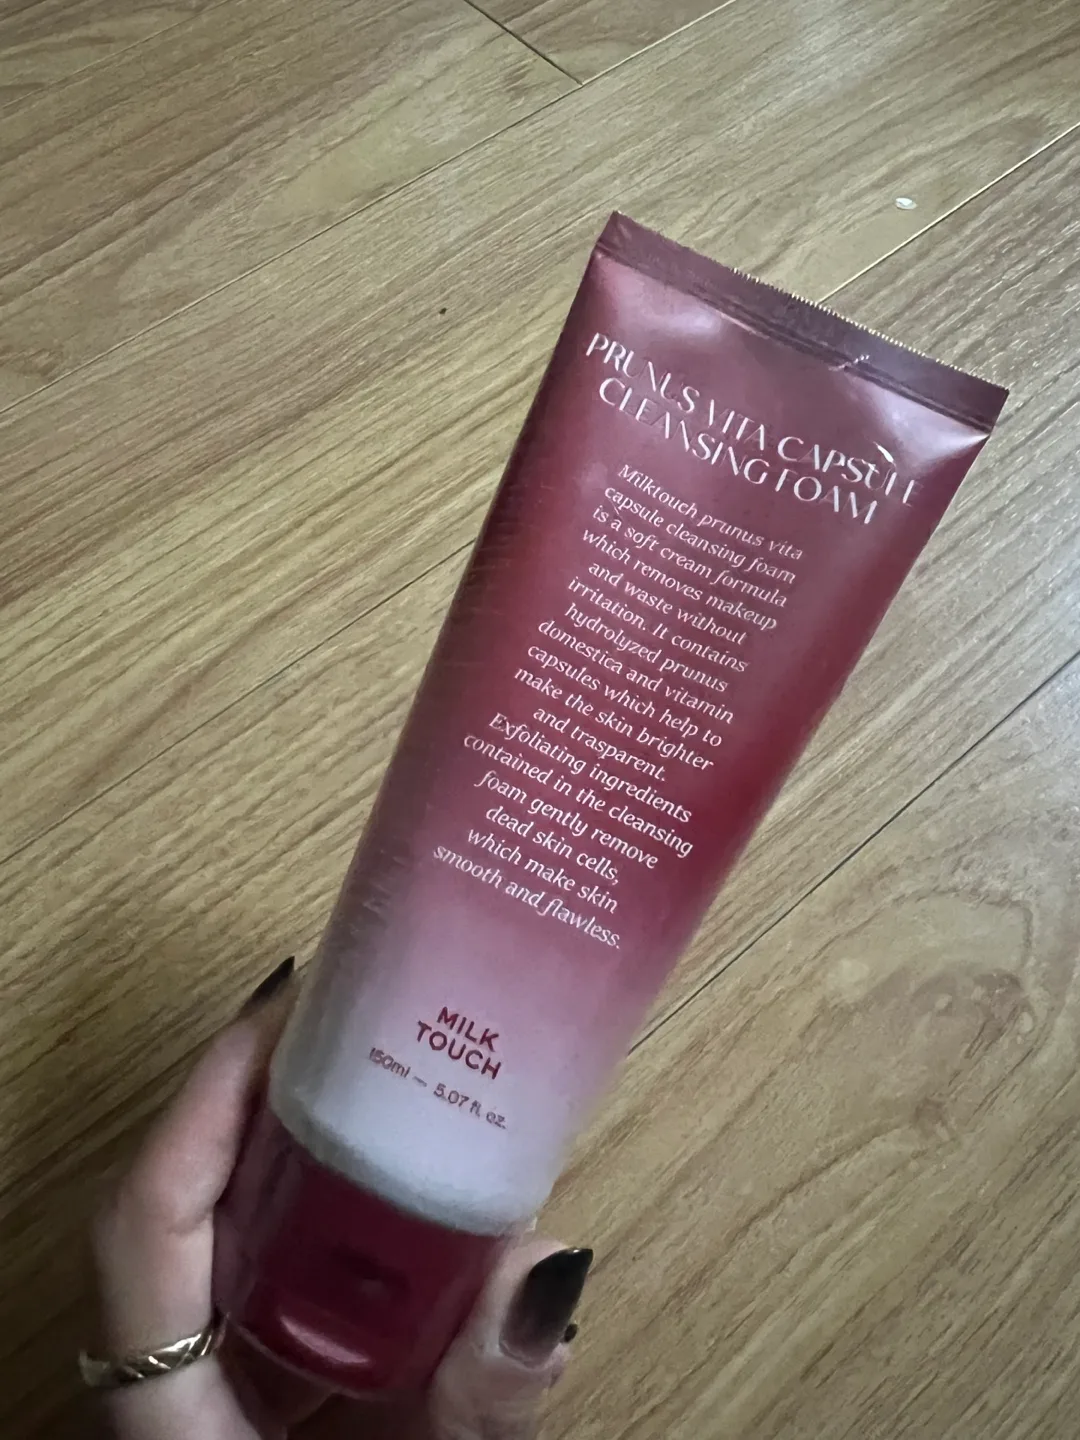 PRUNUS VITA CAPSULE
CLEANSING FOAM
Milktouch prunus vita
capsule cleansing foam
is a soft cream formula
which removes makeup
and waste without
irritation. It contains
hydrolyzed prunus
domestica and vitamin
capsules which help to
make the skin brighter
and trasparent.
Exfoliating ingredients
contained in the cleansing
foam gently remove
dead skin cells,
which make skin
smooth and flawless.
MILK
TOUCH
150ml — 5.07 fl. oz.